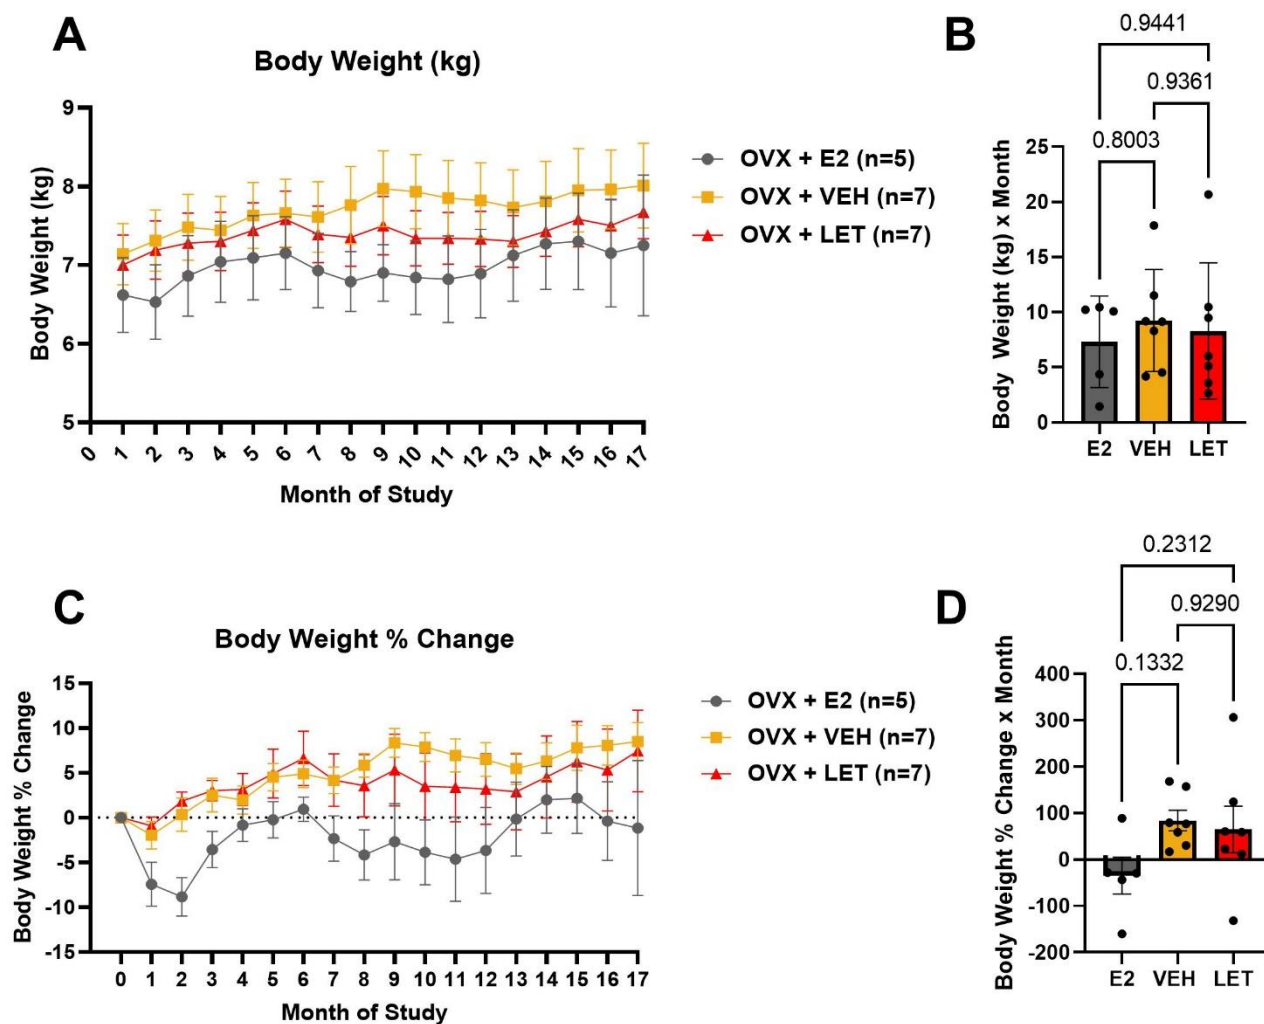 A
Body Weight (kg)
9
8
7
6
5
Body Weight (kg)
0 1 2 3 4 5 6 7 8 9 10 11 12 13 14 15 16 17
Month of Study
OVX + E2 (n=5)
OVX + VEH (n=7)
OVX + LET (n=7)
B
0.9441
0.9361
0.8003
25
20
15
10
5
0
Body Weight (kg) x Month
E2 VEH LET
C
Body Weight % Change
15
10
5
0
-5
-10
-15
Body Weight % Change
0 1 2 3 4 5 6 7 8 9 10 11 12 13 14 15 16 17
Month of Study
OVX + E2 (n=5)
OVX + VEH (n=7)
OVX + LET (n=7)
D
0.2312
0.9290
0.1332
400
300
200
100
0
-100
-200
Body Weight % Change x Month
E2 VEH LET